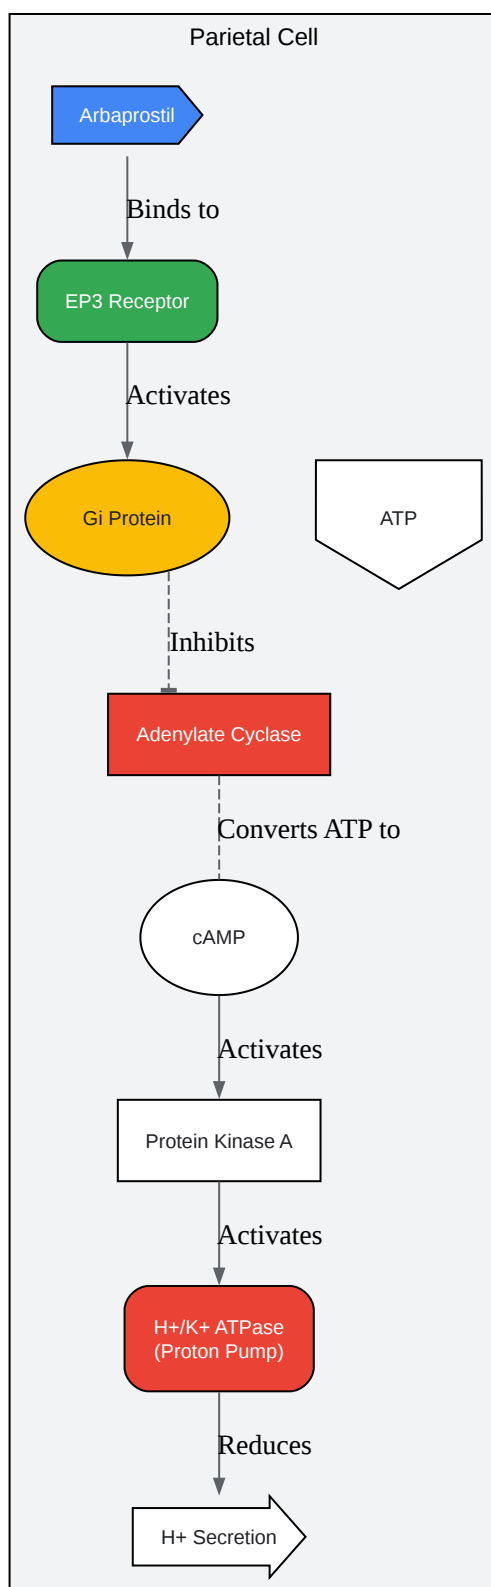 Parietal Cell
Arbaprostil
Binds to
EP3 Receptor
Activates
Gi Protein
ATP
Inhibits
Adenylate Cyclase
Converts ATP to
cAMP
Activates
Protein Kinase A
Activates
H+/K+ ATPase
(Proton Pump)
Reduces
H+ Secretion